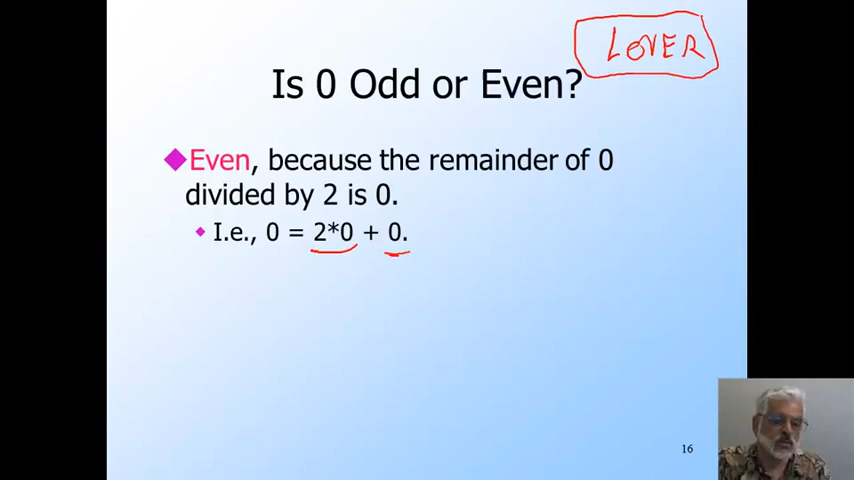 LOVER
Is 0 Odd or Even?
Even, because the remainder of 0
divided by 2 is 0.
I.e., 0 = 2*0 + 0.
16